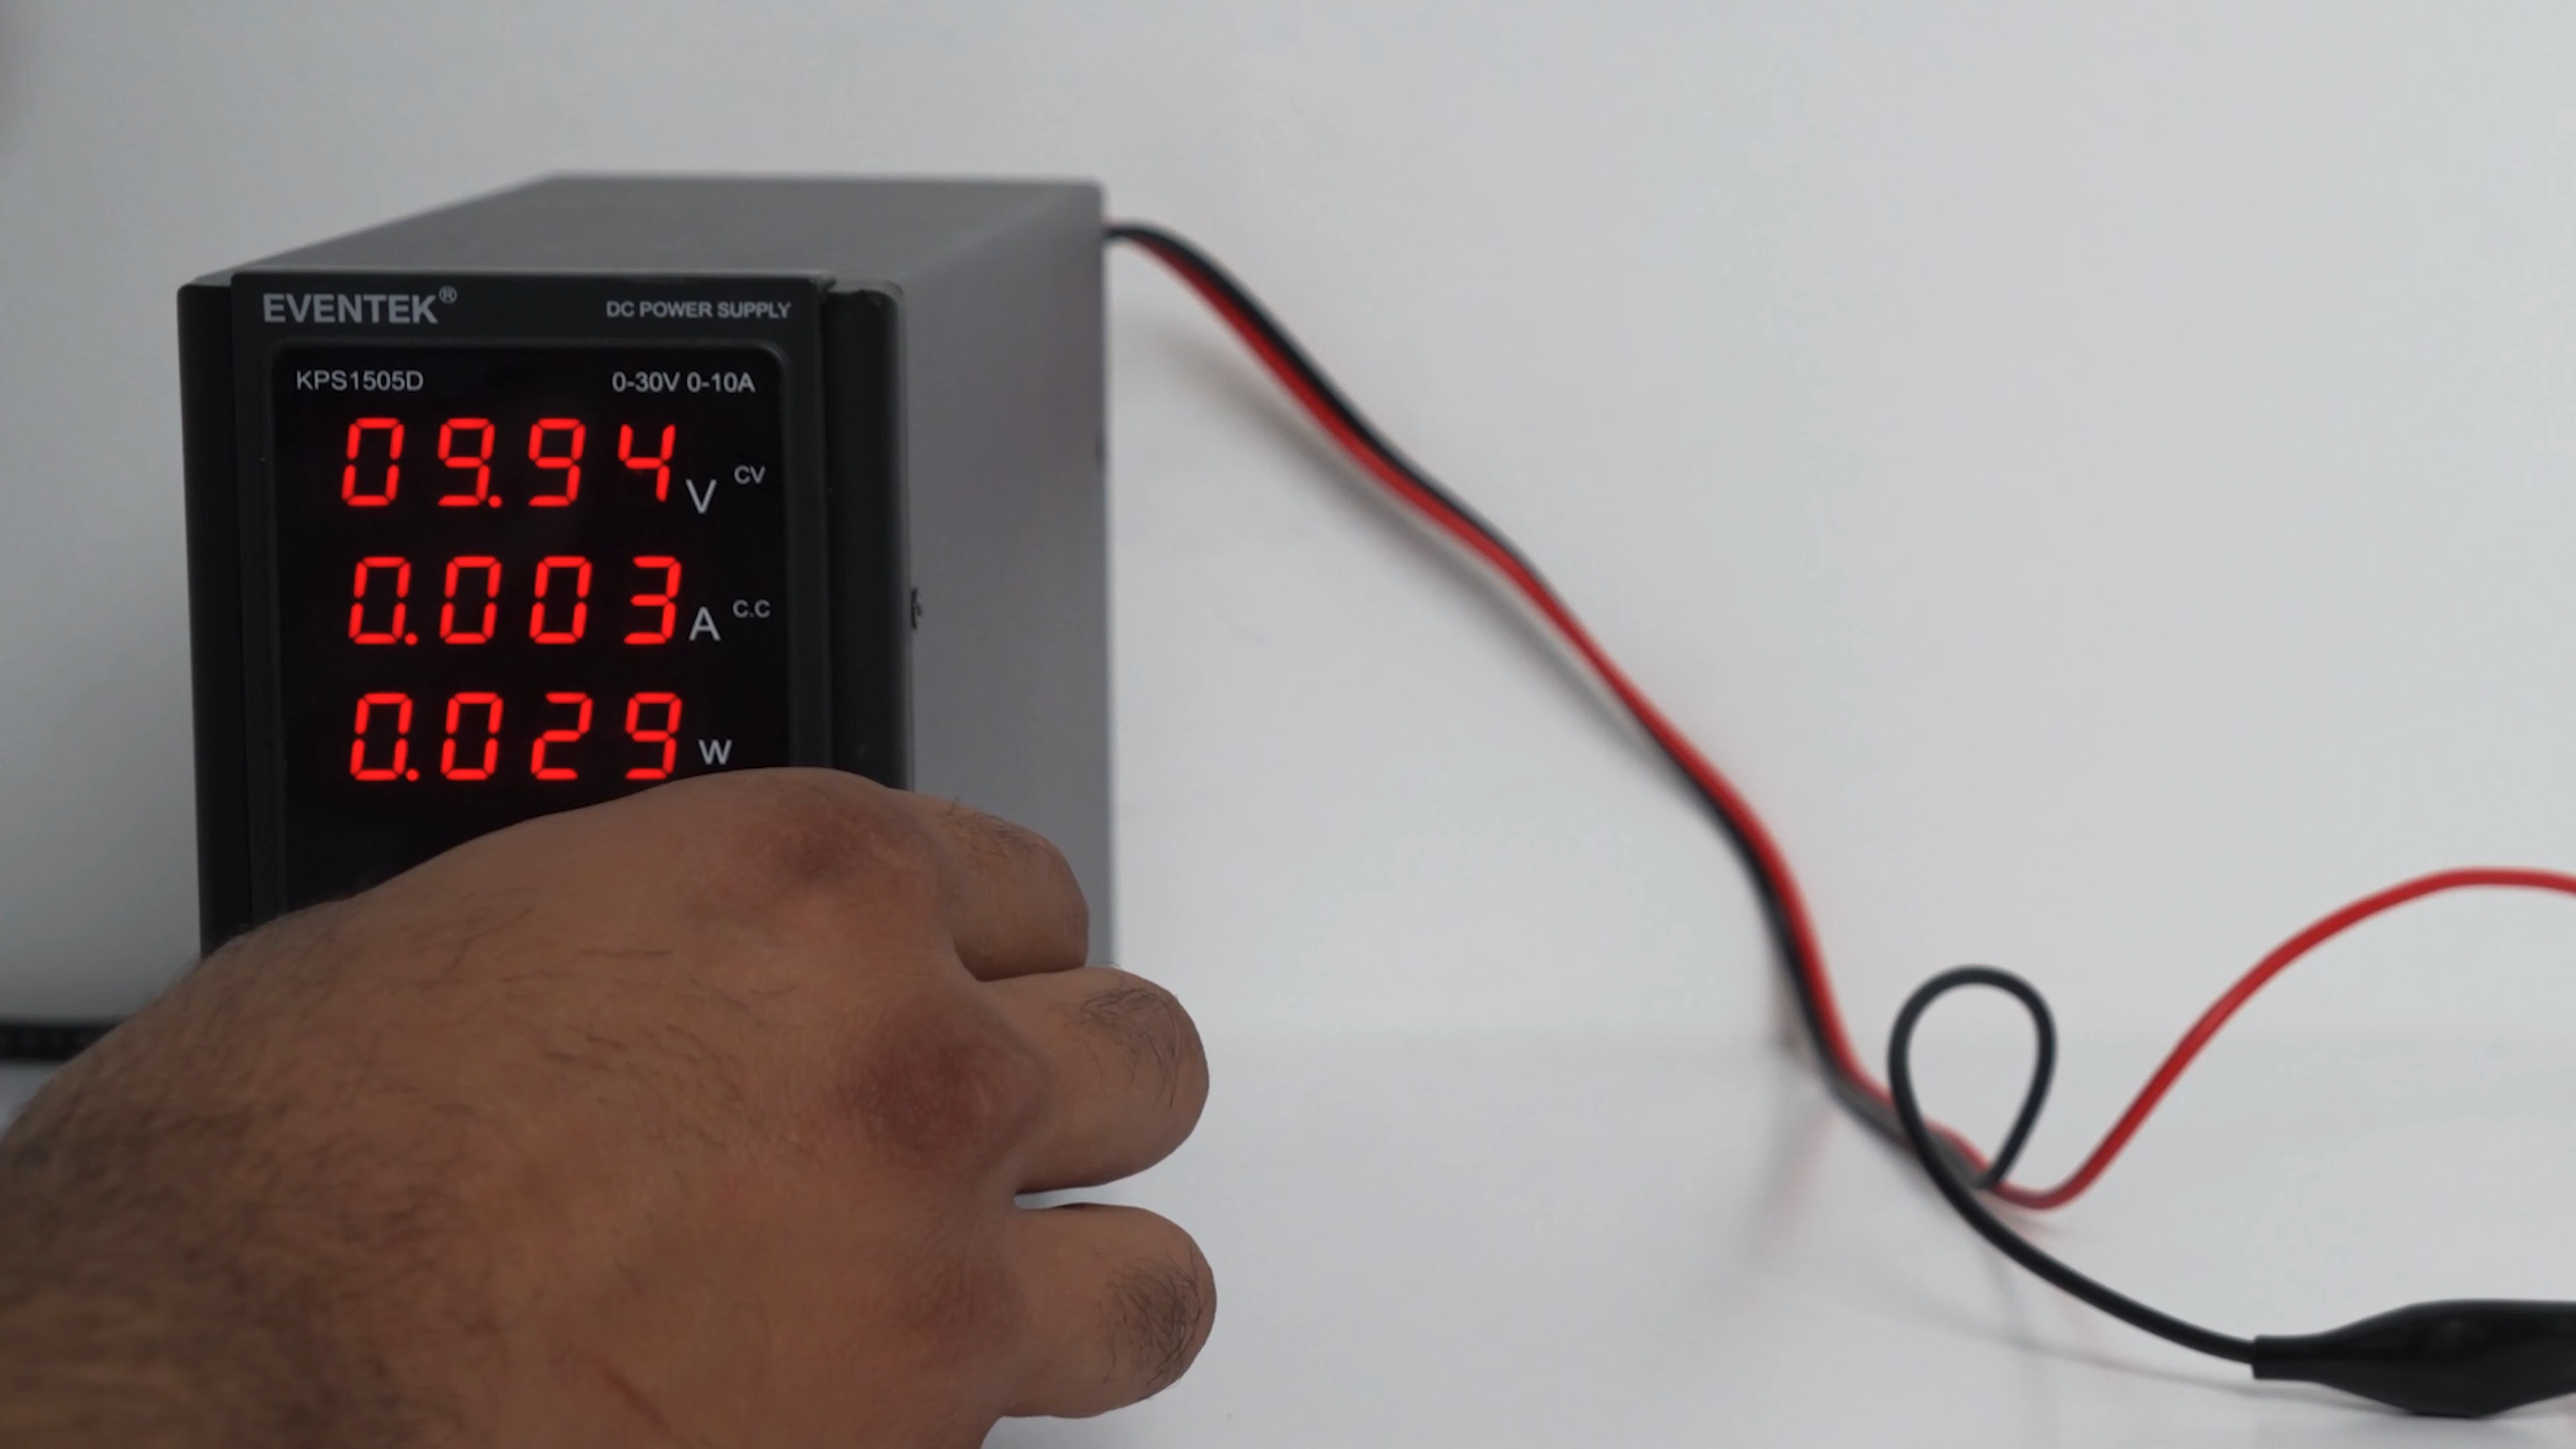 EVENTEK® DC POWER SUPPLY
KPS1505D 0-30V 0-10A
09.94 V CV
0.003 A C.C
0.029 W